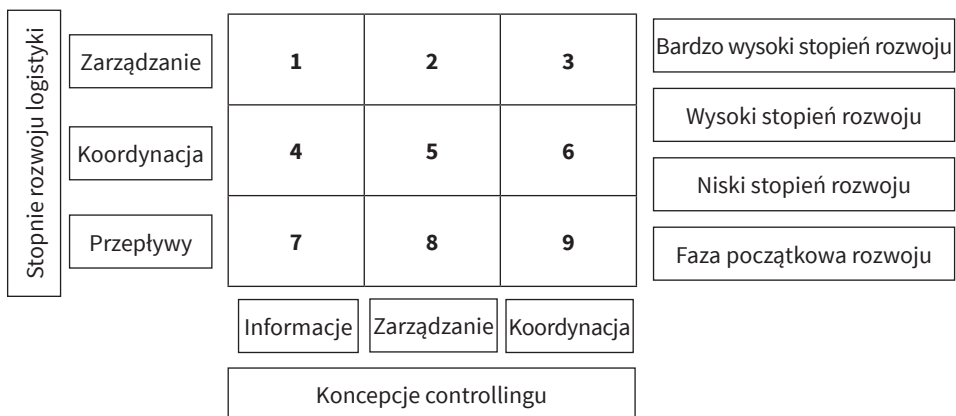 Stopnie rozwoju logistyki
Zarządzanie
1
2
3
Koordynacja
4
5
6
Przepływy
7
8
9
Informacje
Zarządzanie
Koordynacja
Koncepcje controllingu
Bardzo wysoki stopień rozwoju
Wysoki stopień rozwoju
Niski stopień rozwoju
Faza początkowa rozwoju